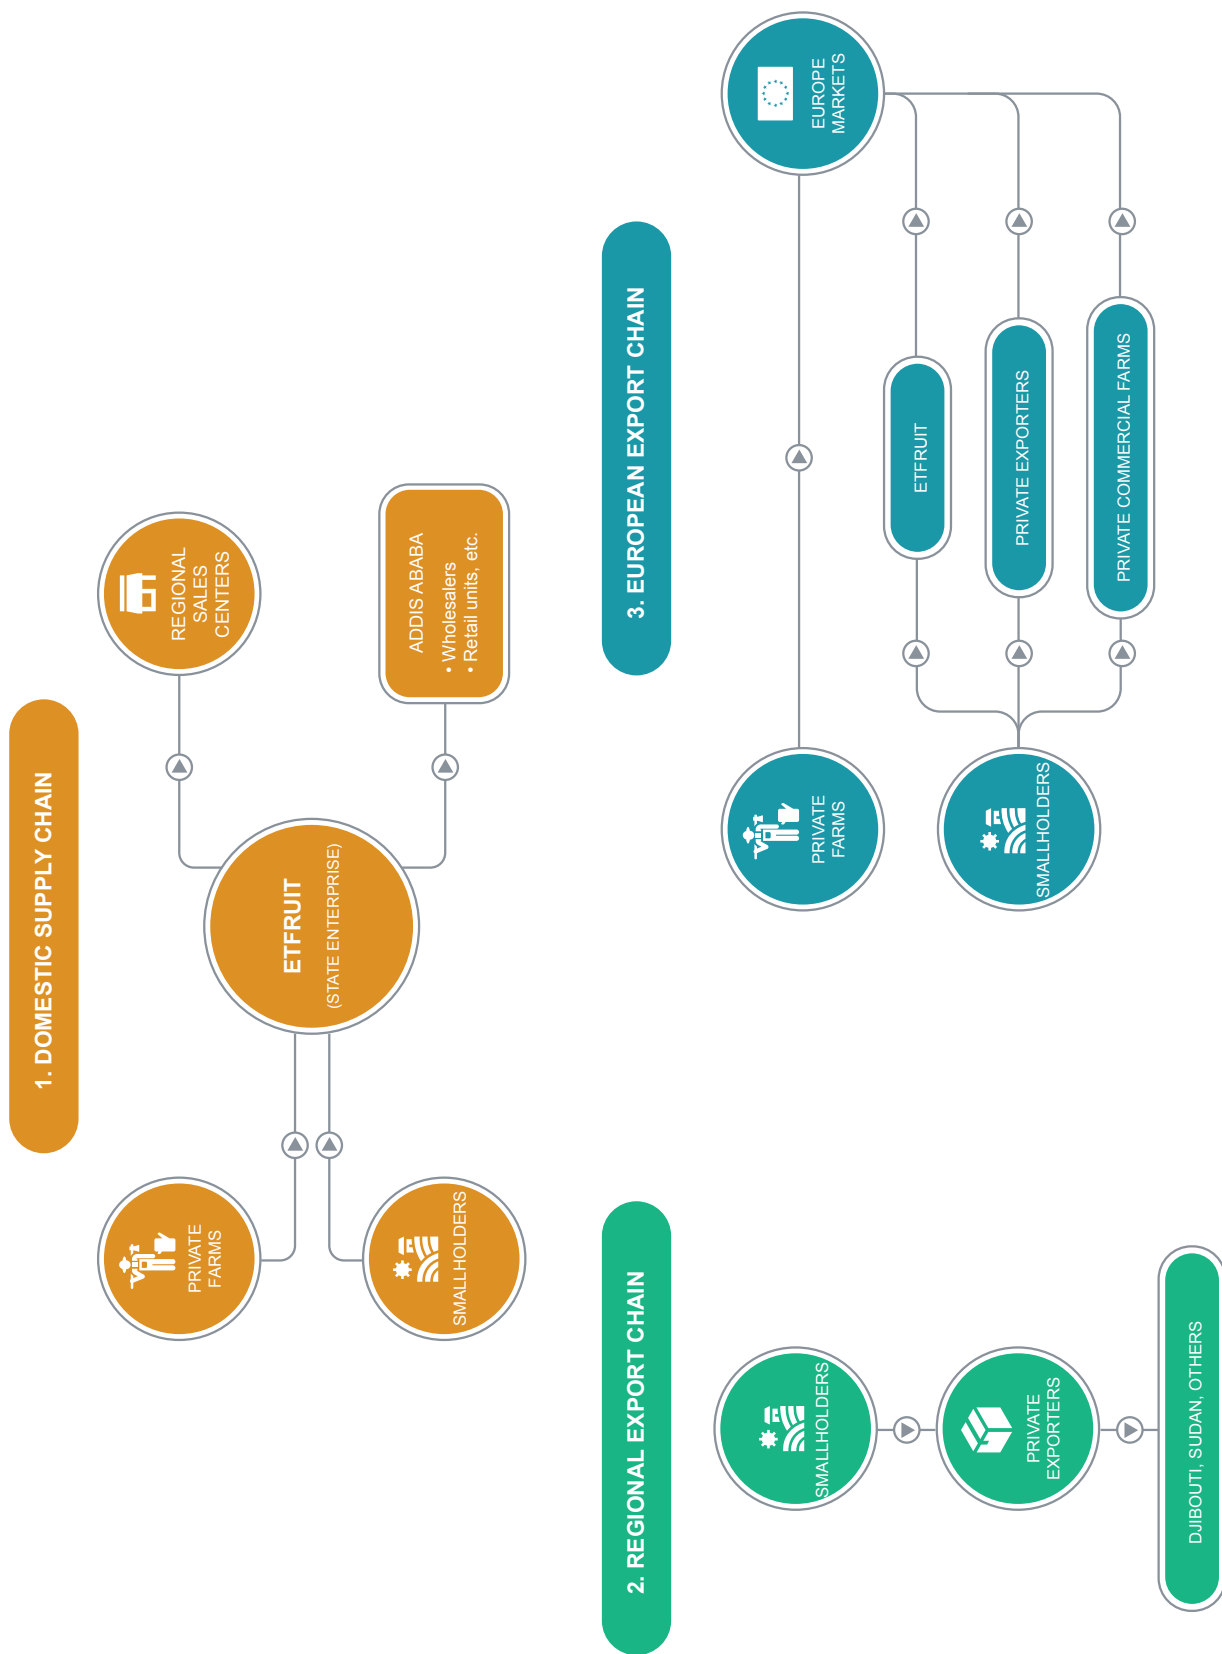 1. DOMESTIC SUPPLY CHAIN
PRIVATE
FARMS
SMALLHOLDERS
ETFRUIT
(STATE ENTERPRISE)
REGIONAL
SALES
CENTERS
ADDIS ABABA
• Wholesalers
• Retail units, etc.
2. REGIONAL EXPORT CHAIN
SMALLHOLDERS
PRIVATE
EXPORTERS
DJIBOUTI, SUDAN, OTHERS
3. EUROPEAN EXPORT CHAIN
PRIVATE
FARMS
EUROPE
MARKETS
SMALLHOLDERS
ETFRUIT
PRIVATE EXPORTERS
PRIVATE COMMERCIAL FARMS